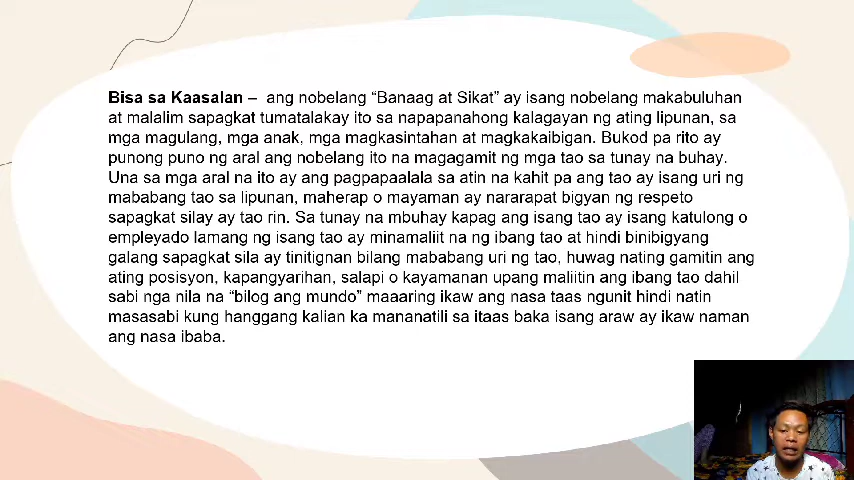 Bisa sa Kaasalan – ang nobelang “Banaag at Sikat” ay isang nobelang makabuluhan
at malalim sapagkat tumatalakay ito sa napapanahong kalagayan ng ating lipunan, sa
mga magulang, mga anak, mga magkasintahan at magkakaibigan. Bukod pa rito ay
punong puno ng aral ang nobelang ito na magagamit ng mga tao sa tunay na buhay.
Una sa mga aral na ito ay ang pagpapaalala sa atin na kahit pa ang tao ay isang uri ng
mababang tao sa lipunan, maherap o mayaman ay nararapat bigyan ng respeto
sapagkat silay ay tao rin. Sa tunay na mbuhay kapag ang isang tao ay isang katulong o
empleyado lamang ng isang tao ay minamaliit na ng ibang tao at hindi binibigyang
galang sapagkat sila ay tinitignan bilang mababang uri ng tao, huwag nating gamitin ang
ating posisyon, kapangyarihan, salapi o kayamanan upang maliitin ang ibang tao dahil
sabi nga nila na “bilog ang mundo” maaaring ikaw ang nasa taas ngunit hindi natin
masasabi kung hanggang kalian ka mananatili sa itaas baka isang araw ay ikaw naman
ang nasa ibaba.